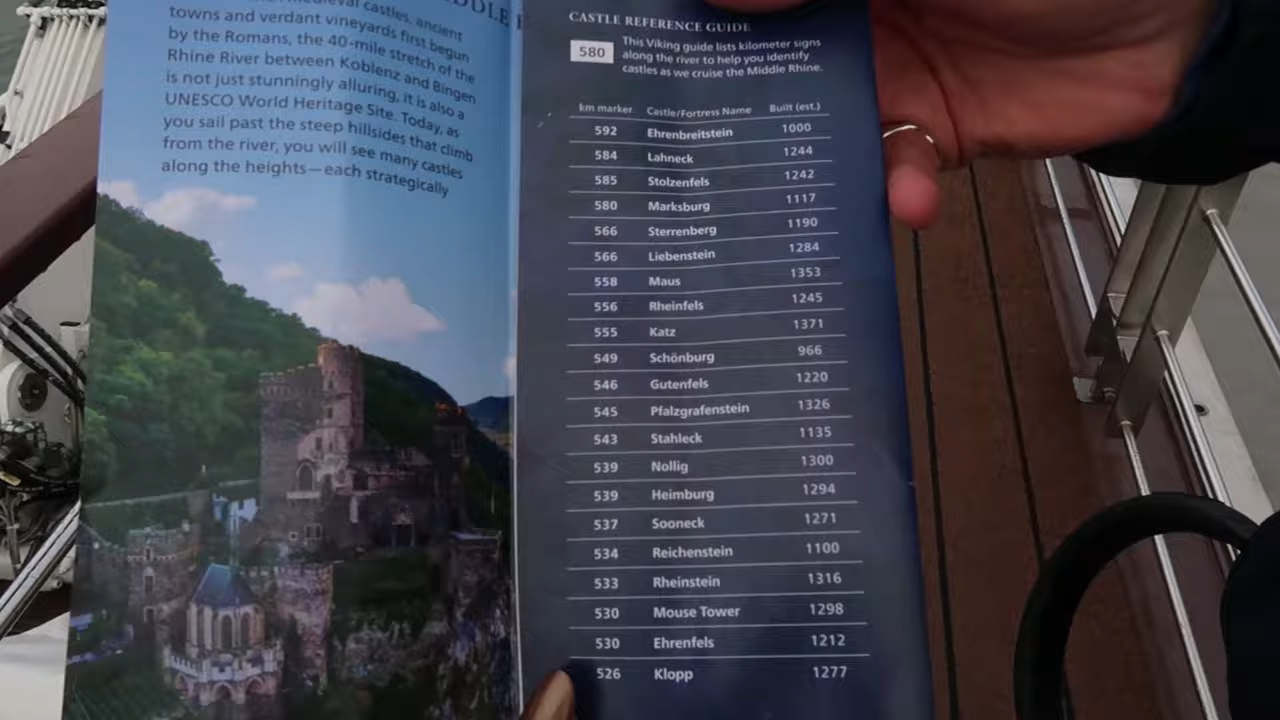 medieval castles, ancient
towns and verdant vineyards first begun
by the Romans, the 40-mile stretch of the
Rhine River between Koblenz and Bingen
is not just stunningly alluring, it is also a
UNESCO World Heritage Site. Today, as
you sail past the steep hillsides that climb
from the river, you will see many castles
along the heights—each strategically
CASTLE REFERENCE GUIDE
580
This Viking guide lists kilometer signs
along the river to help you identify
castles as we cruise the Middle Rhine.
km marker Castle/Fortress Name Built (est.)
592 Ehrenbreitstein 1000
584 Lahneck 1244
585 Stolzenfels 1242
580 Marksburg 1117
566 Sterrenberg 1190
566 Liebenstein 1284
558 Maus 1353
556 Rheinfels 1245
555 Katz 1371
549 Schönburg 966
546 Gutenfels 1220
545 Pfalzgrafenstein 1326
543 Stahleck 1135
539 Nollig 1300
539 Heimburg 1294
537 Sooneck 1271
534 Reichenstein 1100
533 Rheinstein 1316
530 Mouse Tower 1298
530 Ehrenfels 1212
526 Klopp 1277